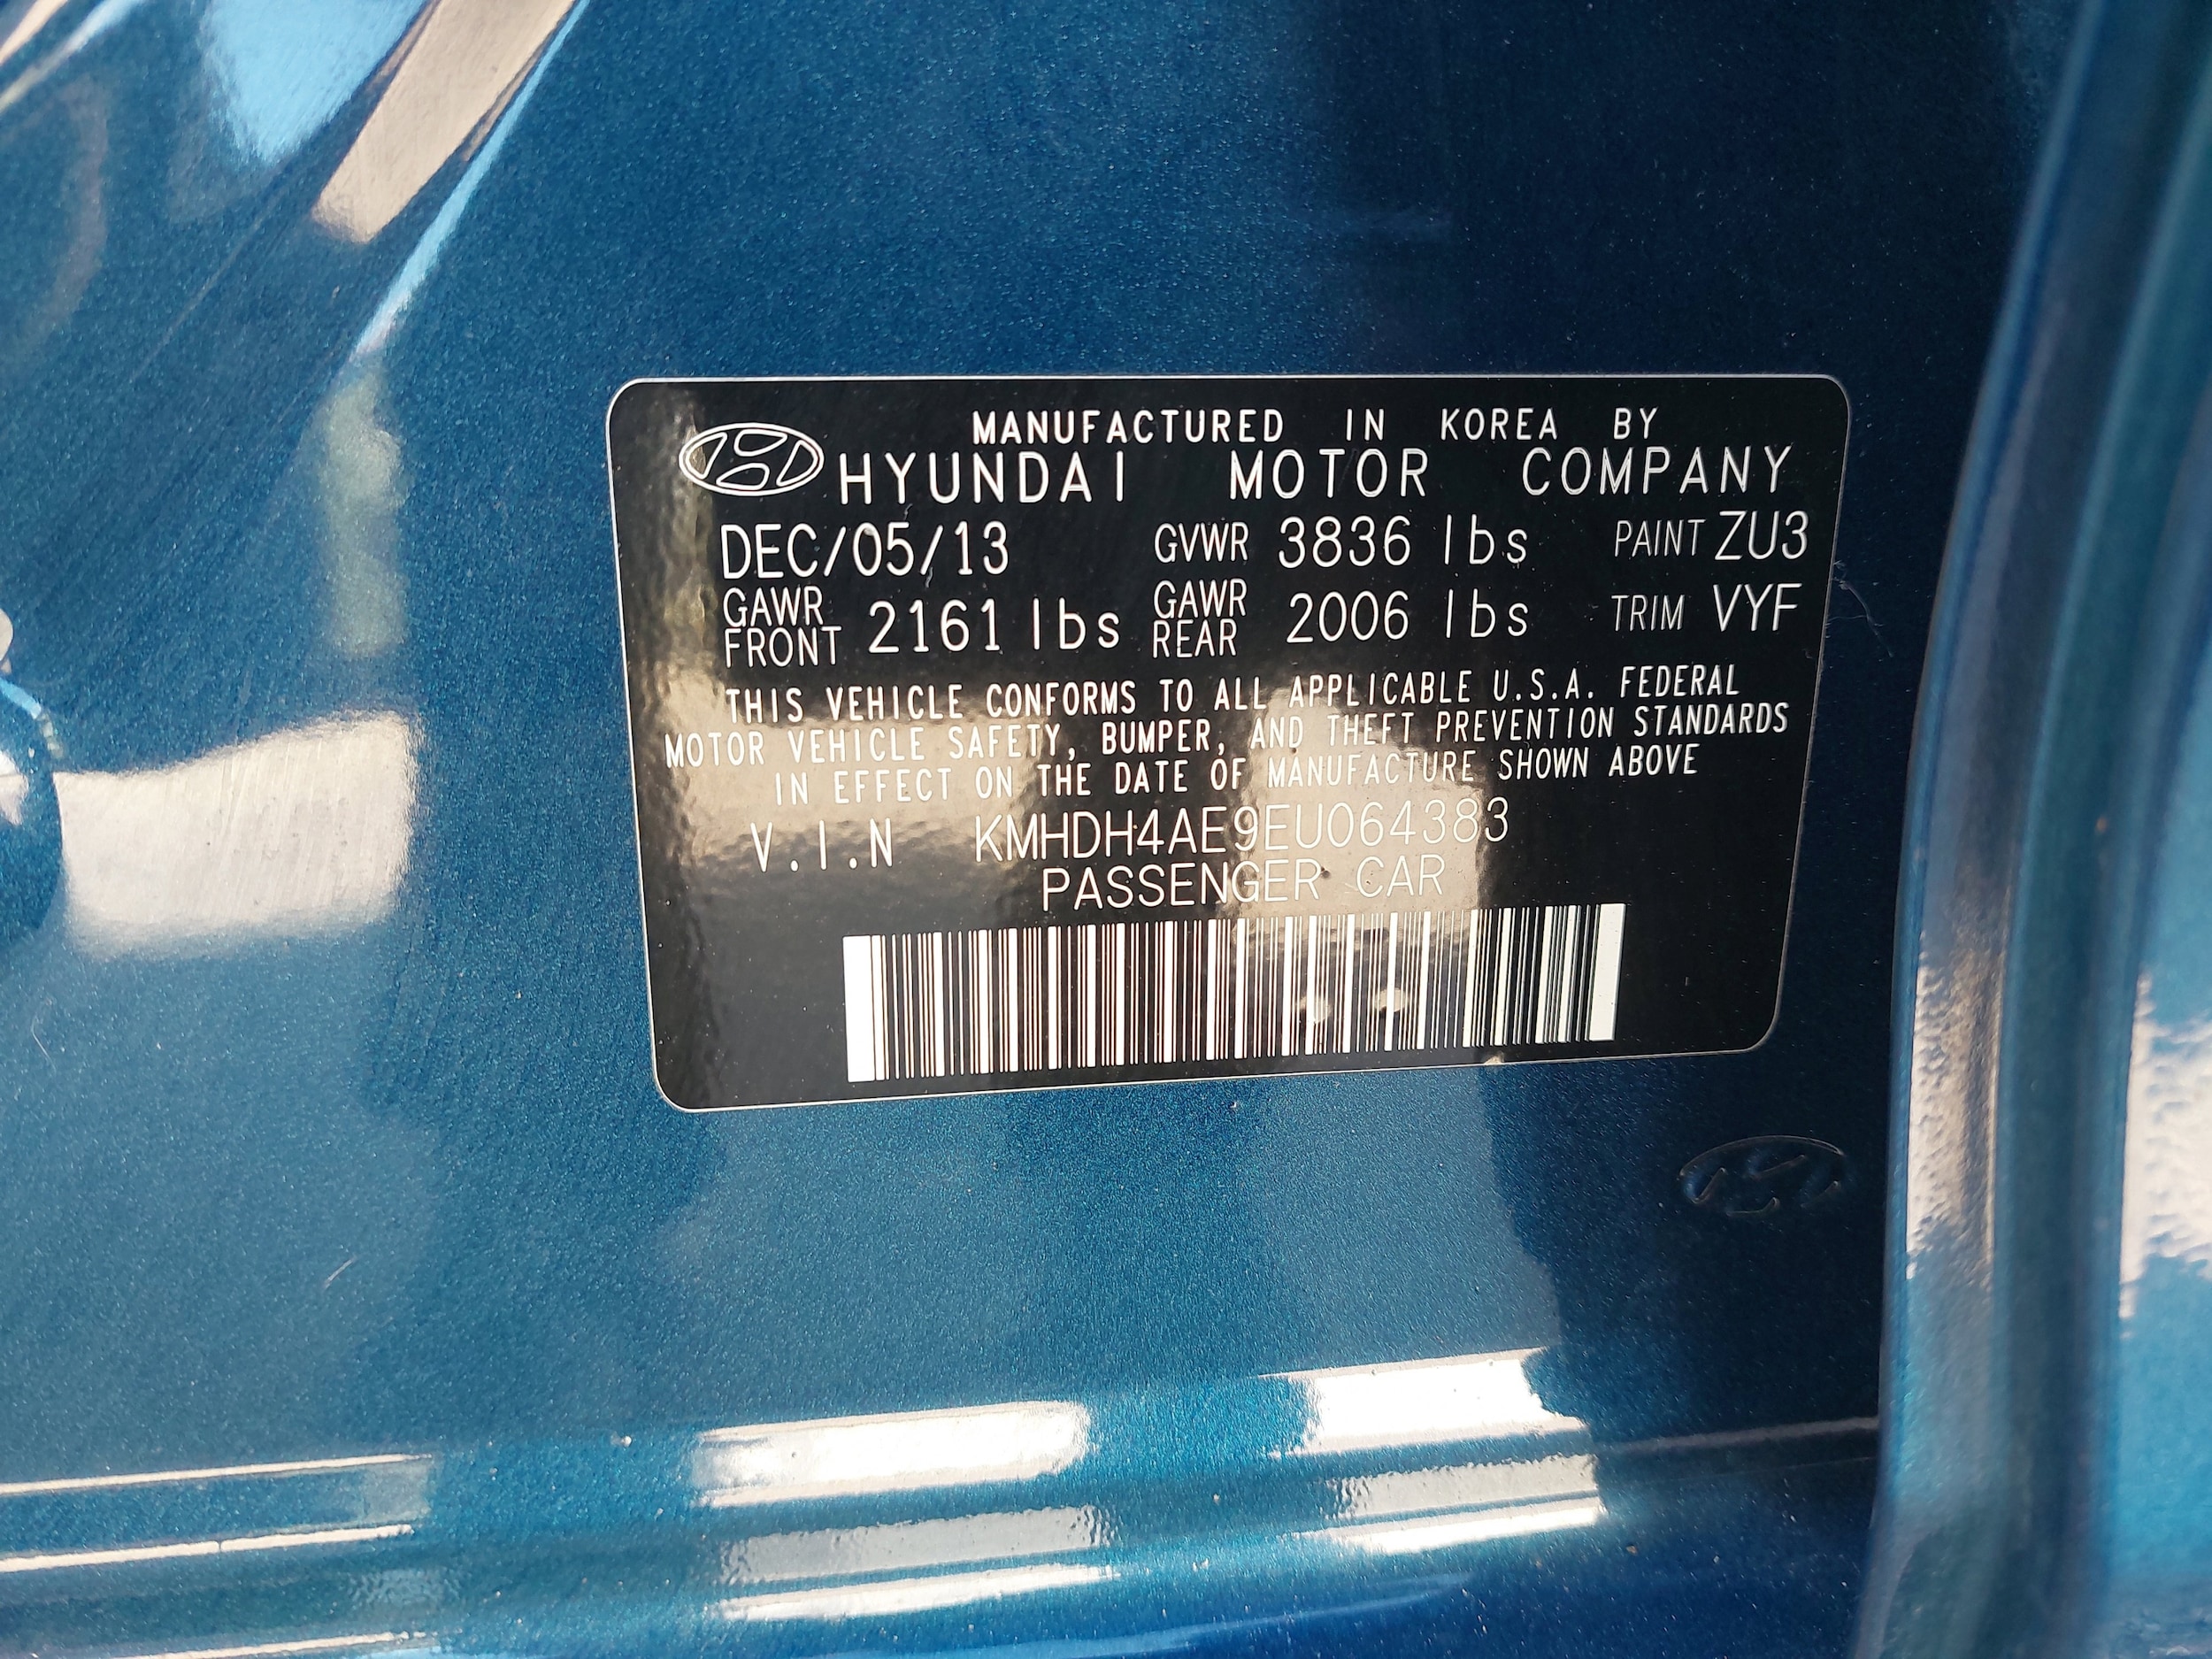 MANUFACTURED IN KOREA BY
HYUNDAI MOTOR COMPANY
DEC/05/13 GVWR 3836 lbs PAINT ZU3
GAWR FRONT 2161 lbs GAWR REAR 2006 lbs TRIM VYF
THIS VEHICLE CONFORMS TO ALL APPLICABLE U.S.A. FEDERAL
MOTOR VEHICLE SAFETY, BUMPER, AND THEFT PREVENTION STANDARDS
IN EFFECT ON THE DATE OF MANUFACTURE SHOWN ABOVE
V.I.N KMHDH4AE9EU064383
PASSENGER CAR